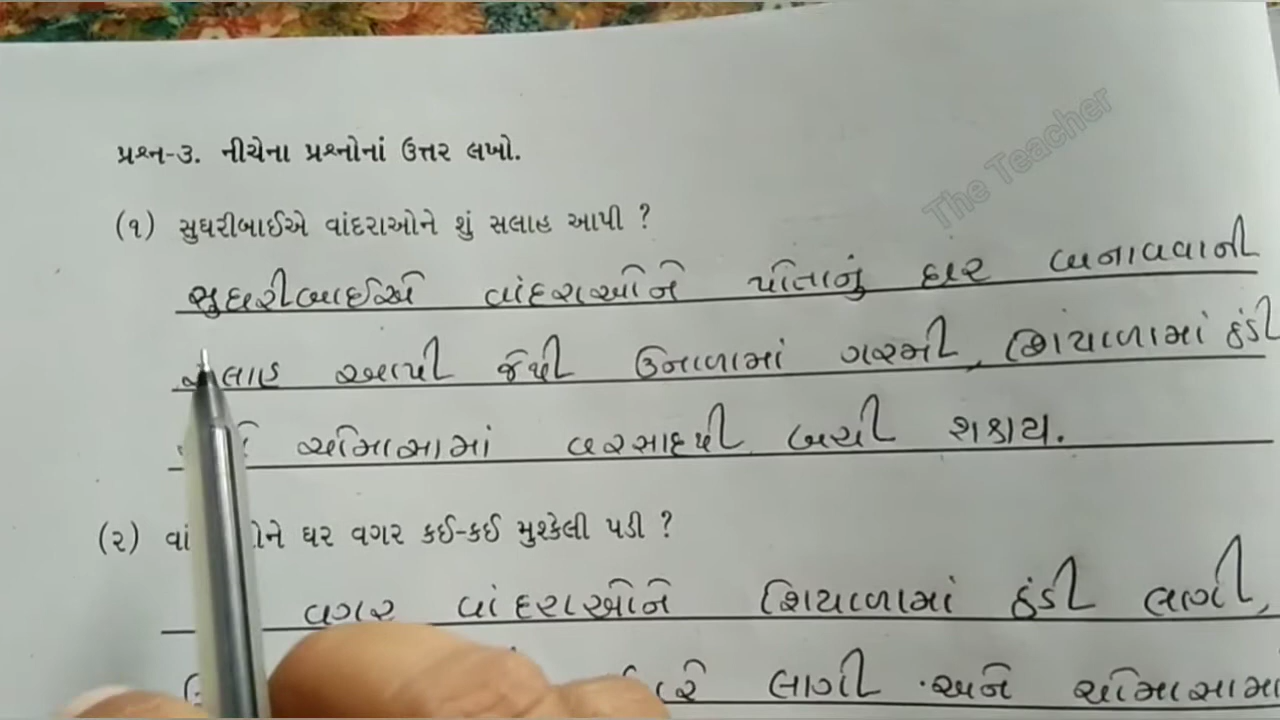 The Teacher
પ્રશ્ન-૩. નીચેના પ્રશ્નોનાં ઉત્તર લખો.
(૧) સુઘરીબાઈએ વાંદરાઓને શું સલાહ આપી ?
સુઘરીબાઈએ વાંદરાઓને પોતાનું ઘર બનાવવાની
સલાહ આપી જેથી ઉનાળામાં ગરમી, શિયાળામાં ઠંડી
ચોમાસામાં વરસાદથી બચી શકાય.
(૨) ઘર વગર કઈ-કઈ મુશ્કેલી પડી ?
વગર વાંદરાઓને શિયાળામાં ઠંડી લાગી,
લાગી અને ચોમાસામાં